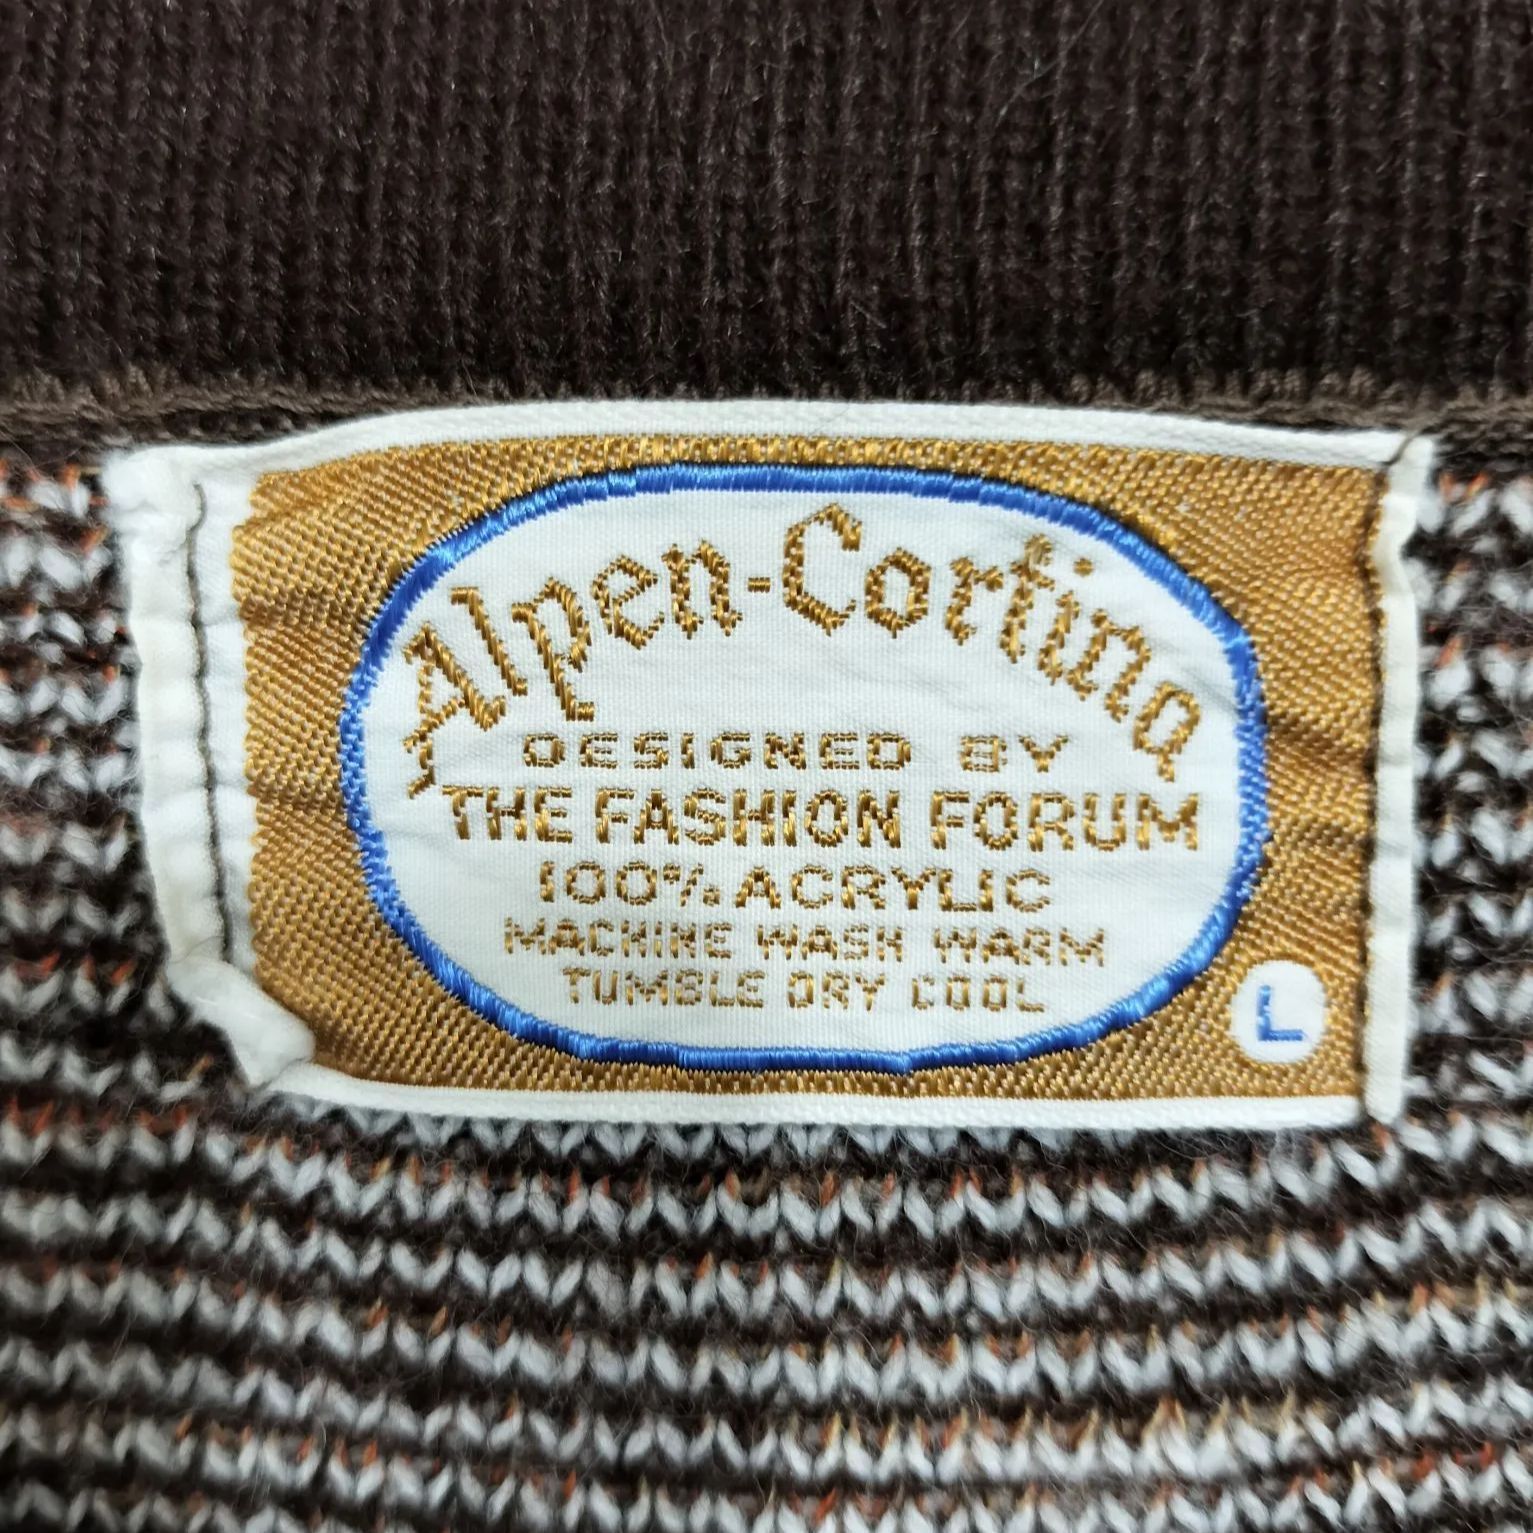 Alpen-Cortina
DESIGNED BY
THE FASHION FORUM
100% ACRYLIC
MACHINE WASH WARM
TUMBLE DRY COOL
L